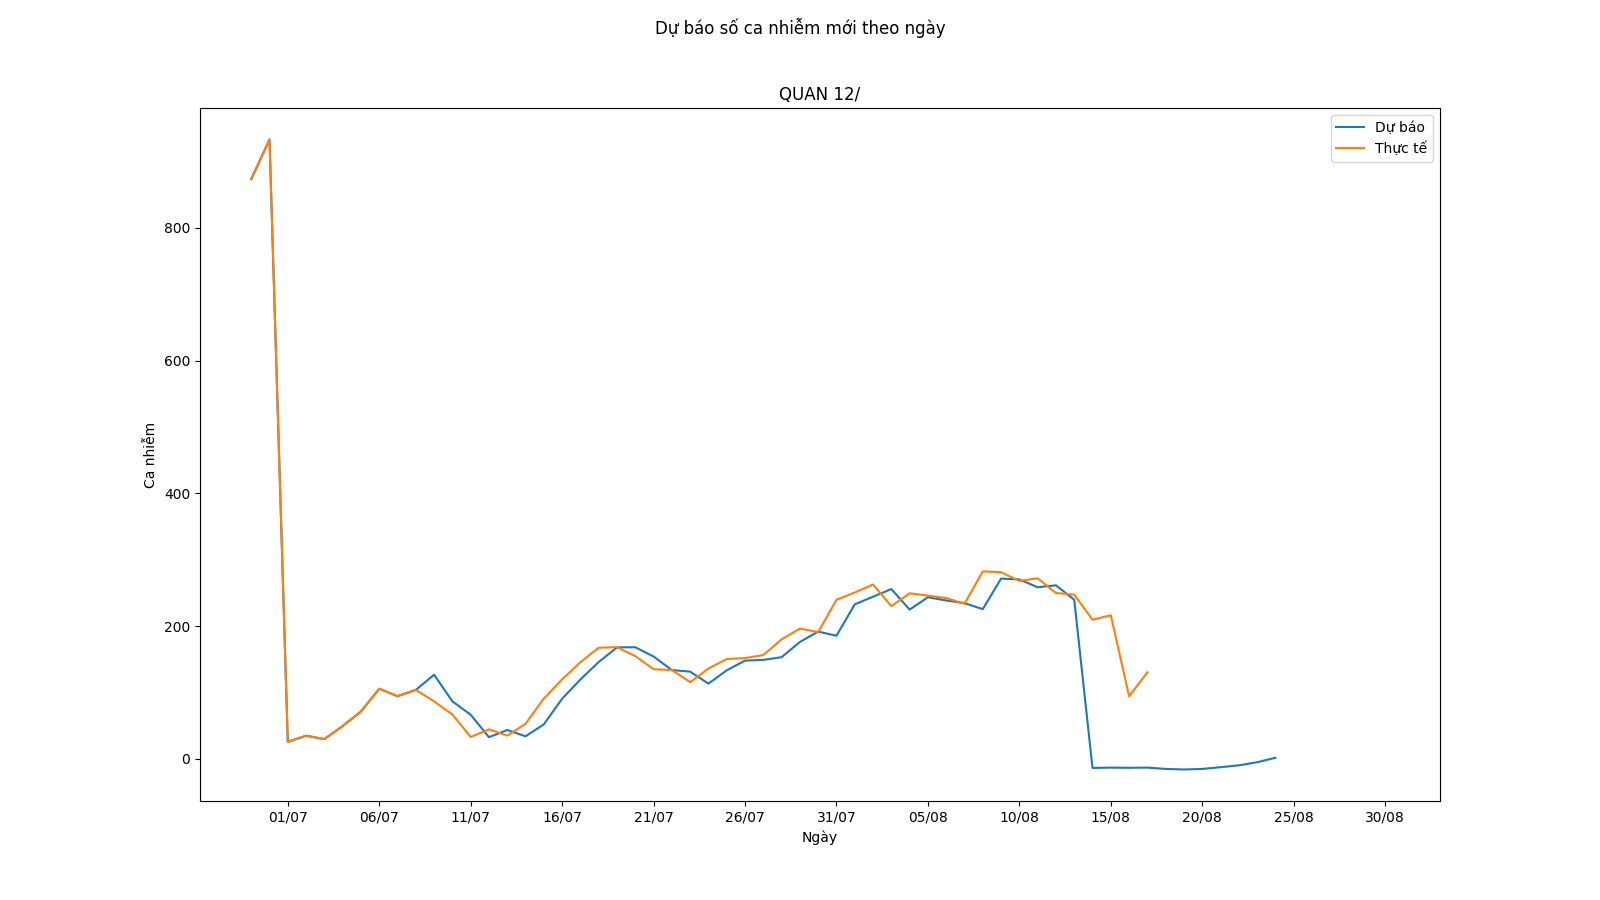 Dự báo số ca nhiễm mới theo ngày
QUAN 12/
Dự báo
Thực tế
800
600
400
200
0
Ca nhiễm
01/07 06/07 11/07 16/07 21/07 26/07 31/07 05/08 10/08 15/08 20/08 25/08 30/08
Ngày